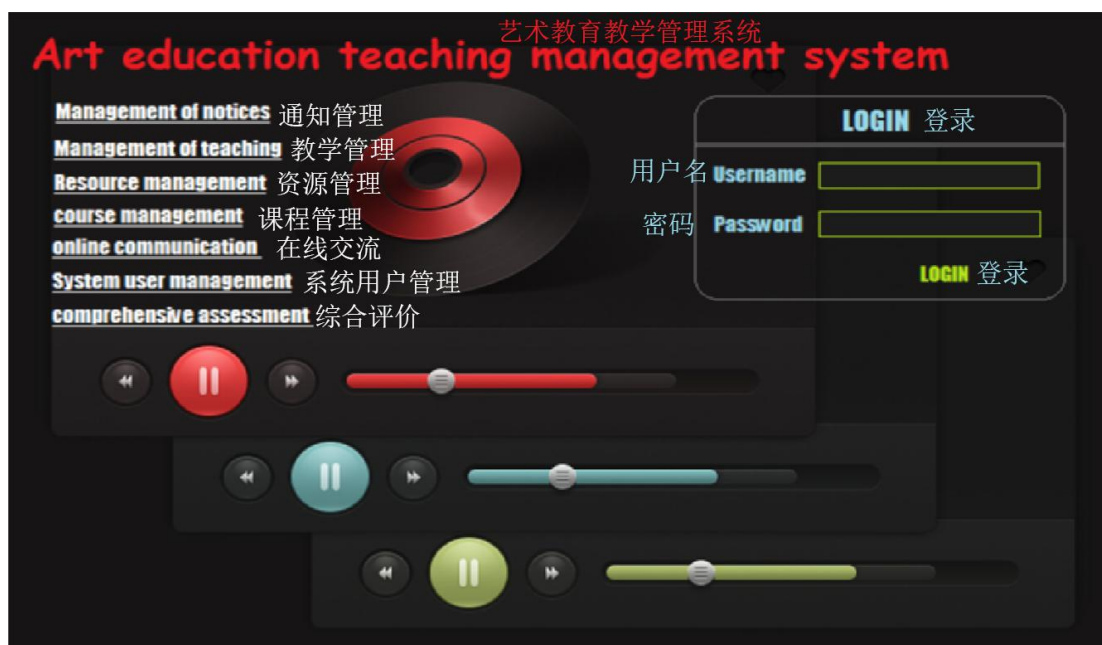 艺术教育教学管理系统
Art education teaching management system
Management of notices 通知管理
Management of teaching 教学管理
Resource management 资源管理
course management 课程管理
online communication 在线交流
System user management 系统用户管理
comprehensive assessment 综合评价
LOGIN 登录
用户名 Username
密码 Password
LOGIN 登录